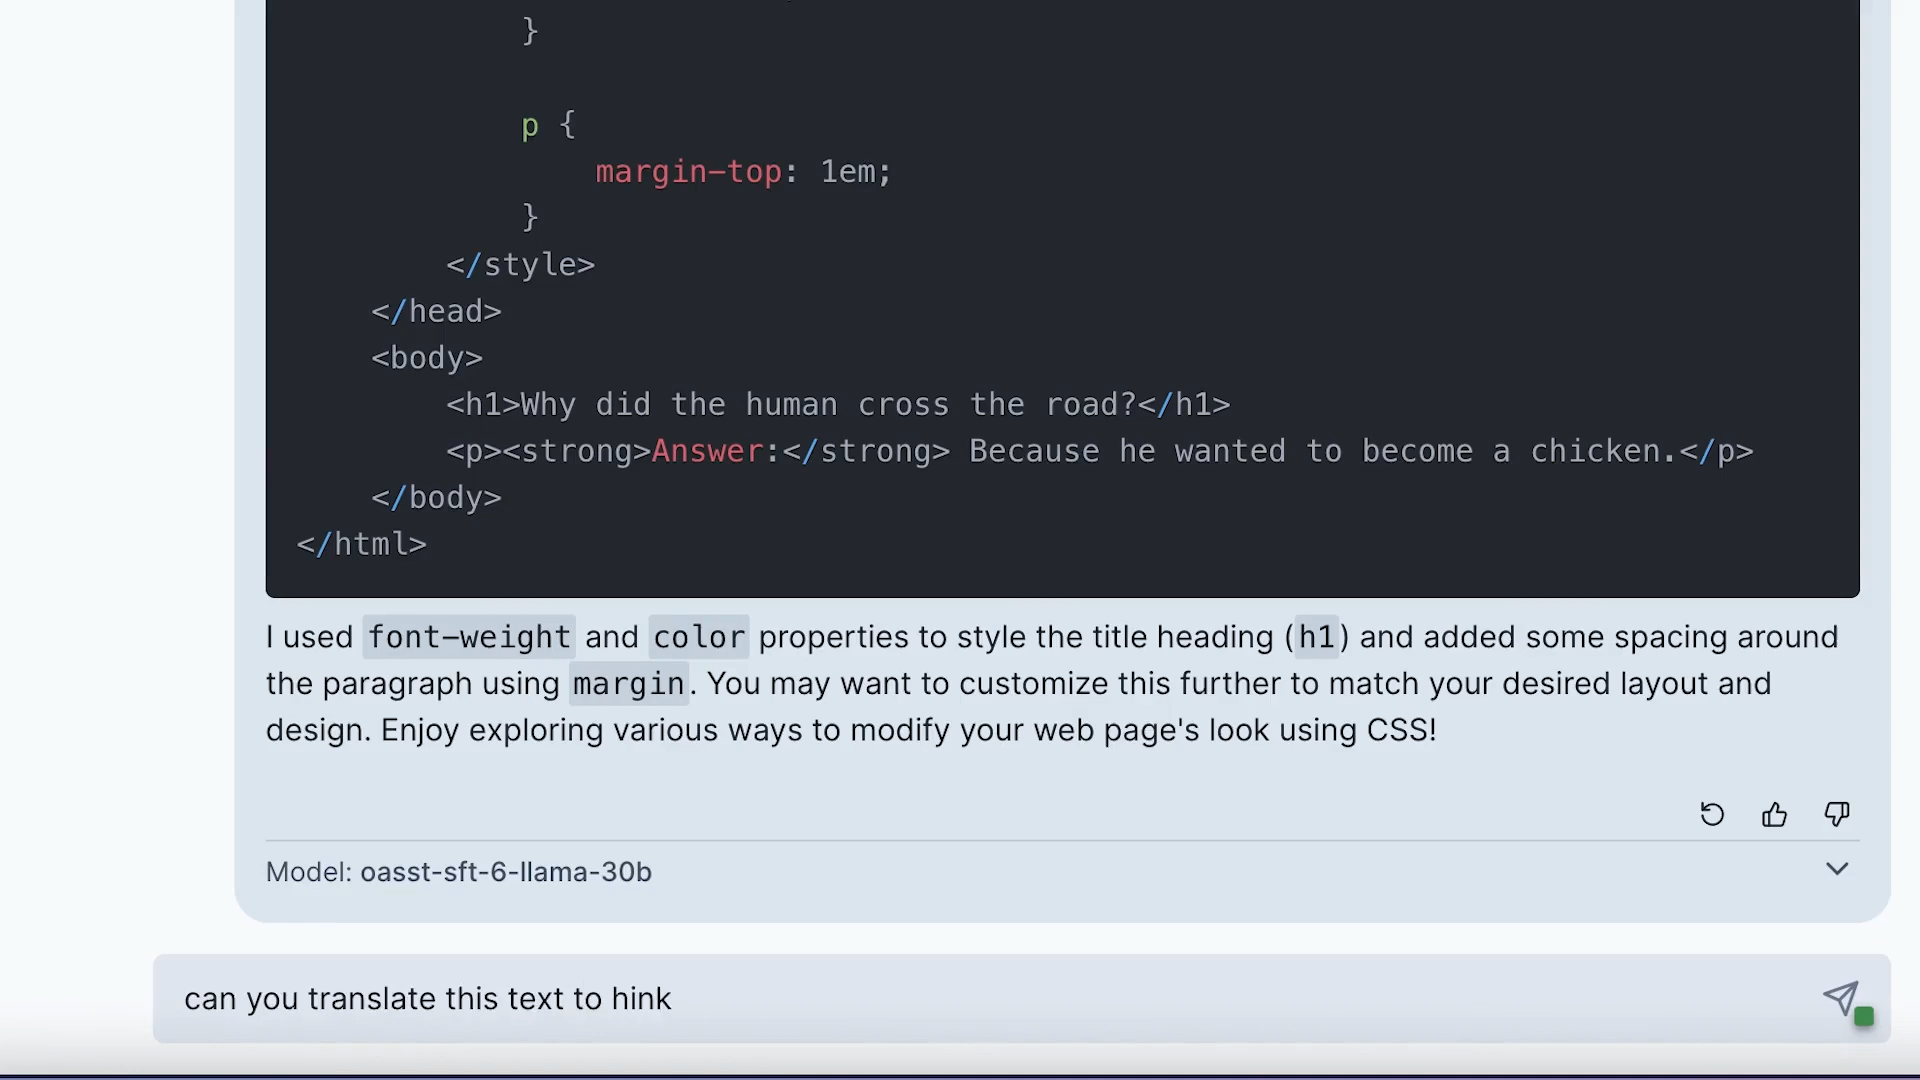 }
p {
margin-top: 1em;
}
</style>
</head>
<body>
<h1>Why did the human cross the road?</h1>
<p><strong>Answer:</strong> Because he wanted to become a chicken.</p>
</body>
</html>
I used font-weight and color properties to style the title heading (h1) and added some spacing around
the paragraph using margin. You may want to customize this further to match your desired layout and
design. Enjoy exploring various ways to modify your web page's look using CSS!
Model: oasst-sft-6-llama-30b
can you translate this text to hink